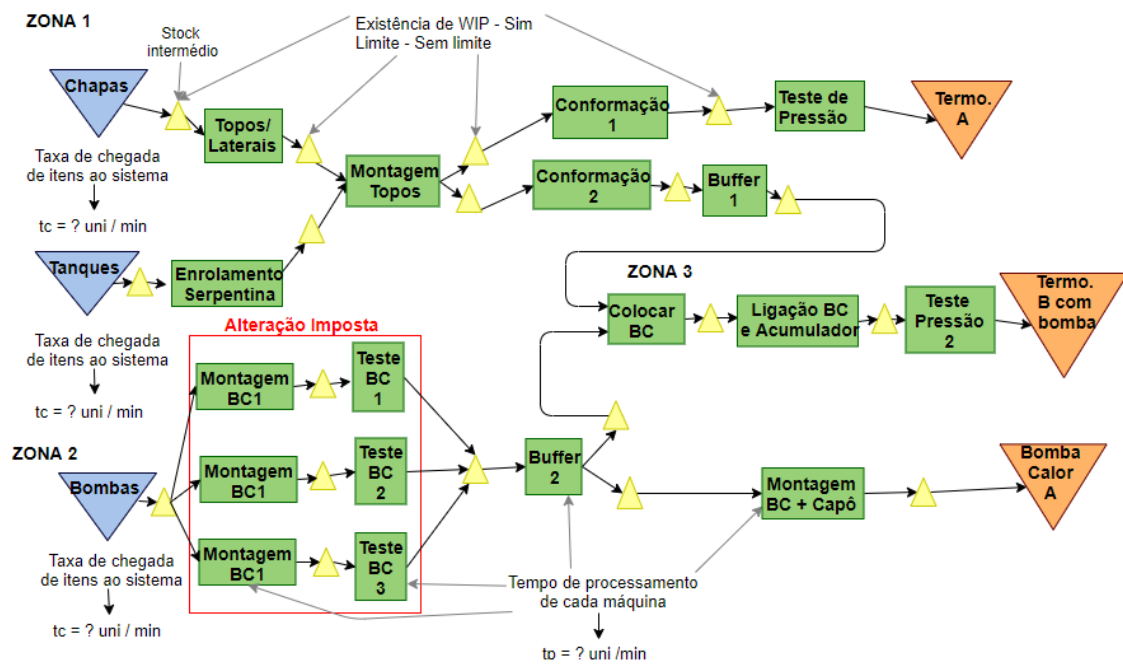 ZONA 1
Stock
intermédio
Existência de WIP - Sim
Limite - Sem limite
Chapas
Topos/
Laterais
Montagem
Topos
Conformação
1
Teste de
Pressão
Termo.
A
Conformação
2
Buffer
1
Taxa de chegada
de itens ao sistema
tc = ? uni / min
Tanques
Enrolamento
Serpentina
ZONA 3
Colocar
BC
Ligação BC
e Acumulador
Teste
Pressão
2
Termo.
B com
bomba
Taxa de chegada
de itens ao sistema
tc = ? uni / min
Alteração Imposta
Montagem
BC1
Teste
BC
1
Montagem
BC1
Teste
BC
2
Montagem
BC1
Teste
BC
3
ZONA 2
Bombas
Buffer
2
Montagem
BC + Capô
Bomba
Calor
A
Taxa de chegada
de itens ao sistema
tc = ? uni / min
Tempo de processamento
de cada máquina
tp = ? uni /min